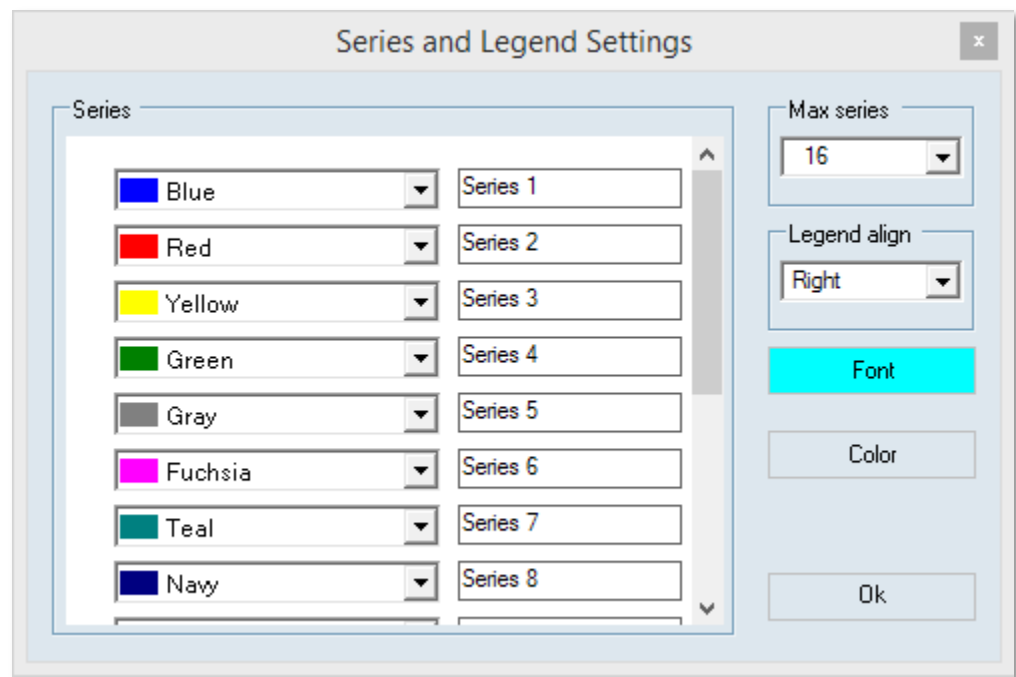 Series and Legend Settings
x
Series
Blue Series 1
Red Series 2
Yellow Series 3
Green Series 4
Gray Series 5
Fuchsia Series 6
Teal Series 7
Navy Series 8
Max series
16
Legend align
Right
Font
Color
Ok